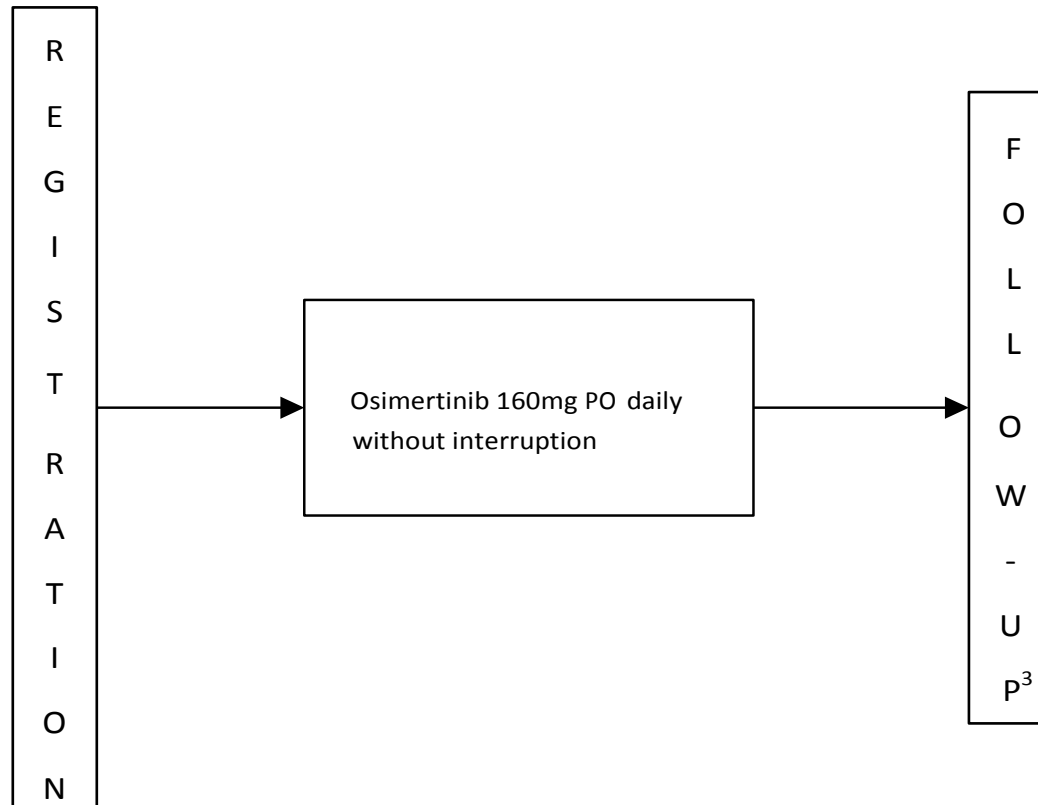 REGISTRATION
Osimertinib 160mg PO daily
without interruption
FOLLOW-UP³